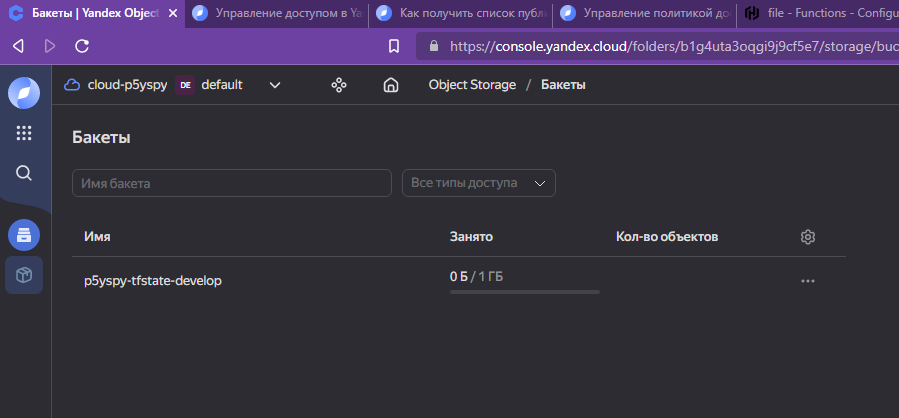 Бакеты | Yandex Object
Управление доступом в Ya
Как получить список публ
Управление политикой дос
file - Functions - Configu
https://console.yandex.cloud/folders/b1g4uta3oqgi9j9cf5e7/storage/buc
cloud-p5yspy DE default
Object Storage / Бакеты
Бакеты
Имя бакета
Все типы доступа
Имя Занято Кол-во объектов
p5yspy-tfstate-develop 0 Б / 1 ГБ